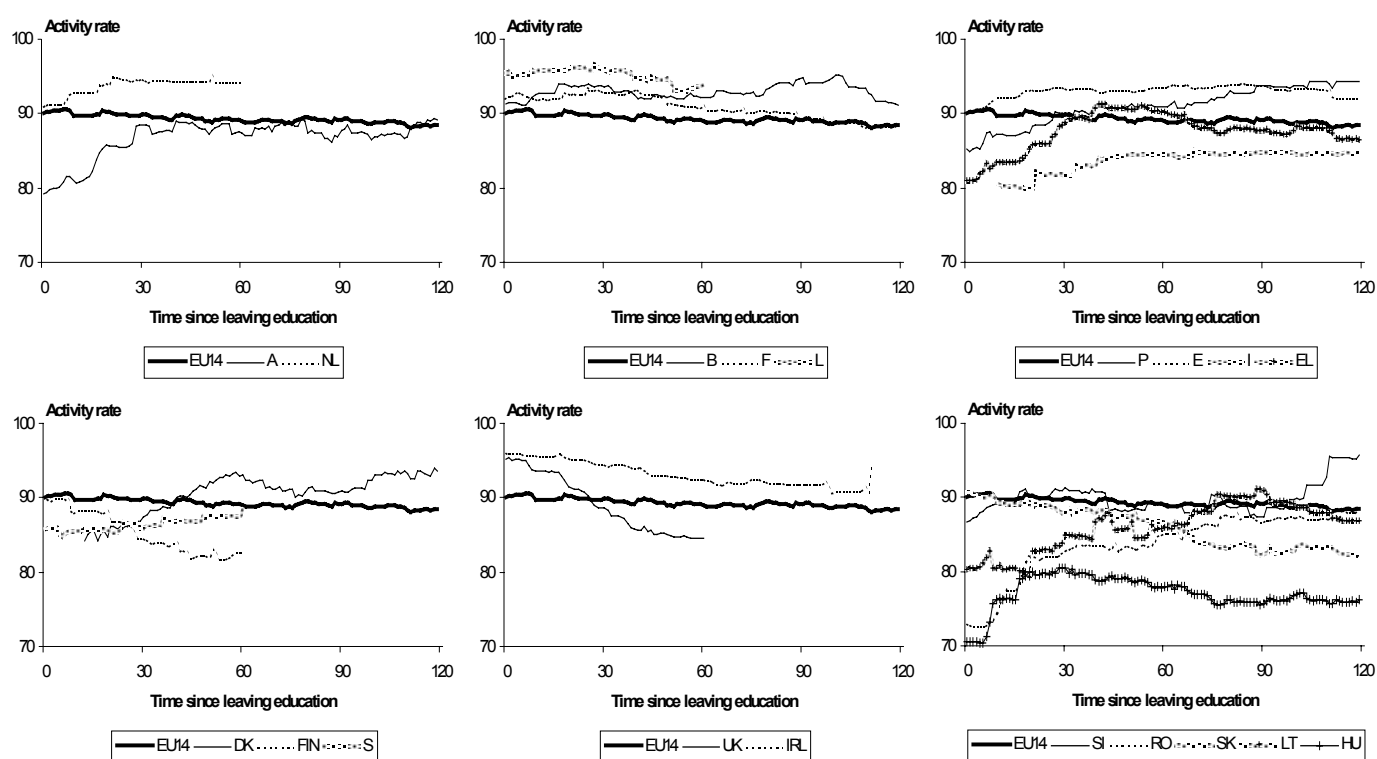 Activity rate
100
90
80
70
0 30 60 90 120
Time since leaving education
EU14 A NL
Activity rate
100
90
80
70
0 30 60 90 120
Time since leaving education
EU14 B F L
Activity rate
100
90
80
70
0 30 60 90 120
Time since leaving education
EU14 P E I EL
Activity rate
100
90
80
70
0 30 60 90 120
Time since leaving education
EU14 DK FIN S
Activity rate
100
90
80
70
0 30 60 90 120
Time since leaving education
EU14 UK IRL
Activity rate
100
90
80
70
0 30 60 90 120
Time since leaving education
EU14 SI RO SK LT HU